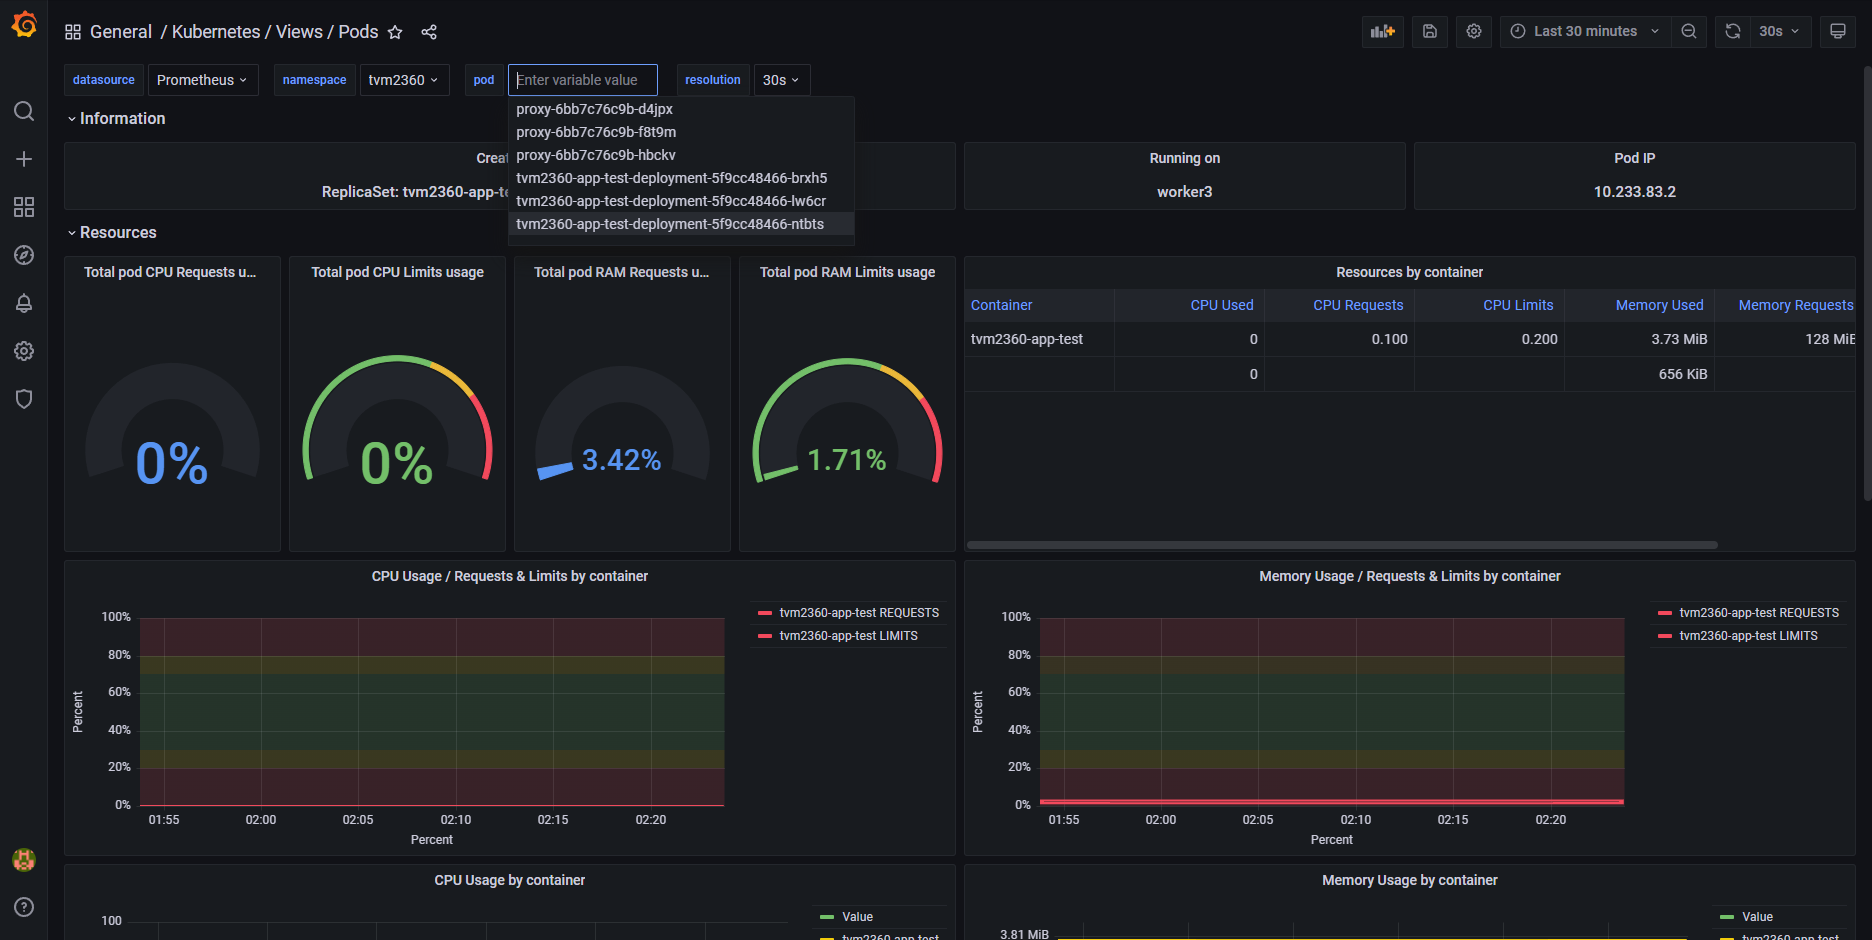 General / Kubernetes / Views / Pods
Last 30 minutes
30s
datasource Prometheus namespace tvm2360 pod Enter variable value resolution 30s
proxy-6bb7c76c9b-d4jpx
proxy-6bb7c76c9b-f8t9m
proxy-6bb7c76c9b-hbckv
tvm2360-app-test-deployment-5f9cc48466-brxh5
tvm2360-app-test-deployment-5f9cc48466-lw6cr
tvm2360-app-test-deployment-5f9cc48466-ntbts
Information
Creat
ReplicaSet: tvm2360-app-te
Running on
worker3
Pod IP
10.233.83.2
Resources
Total pod CPU Requests u...
0%
Total pod CPU Limits usage
0%
Total pod RAM Requests u...
3.42%
Total pod RAM Limits usage
1.71%
Resources by container
Container CPU Used CPU Requests CPU Limits Memory Used Memory Requests
tvm2360-app-test 0 0.100 0.200 3.73 MiB 128 MiB
0 656 KiB
CPU Usage / Requests & Limits by container
100%
80%
60%
40%
20%
0%
Percent
01:55 02:00 02:05 02:10 02:15 02:20
Percent
tvm2360-app-test REQUESTS
tvm2360-app-test LIMITS
Memory Usage / Requests & Limits by container
100%
80%
60%
40%
20%
0%
Percent
01:55 02:00 02:05 02:10 02:15 02:20
Percent
tvm2360-app-test REQUESTS
tvm2360-app-test LIMITS
CPU Usage by container
100
Value
tvm2360-app-test
Memory Usage by container
3.81 MiB
Value
tvm2360-app-test